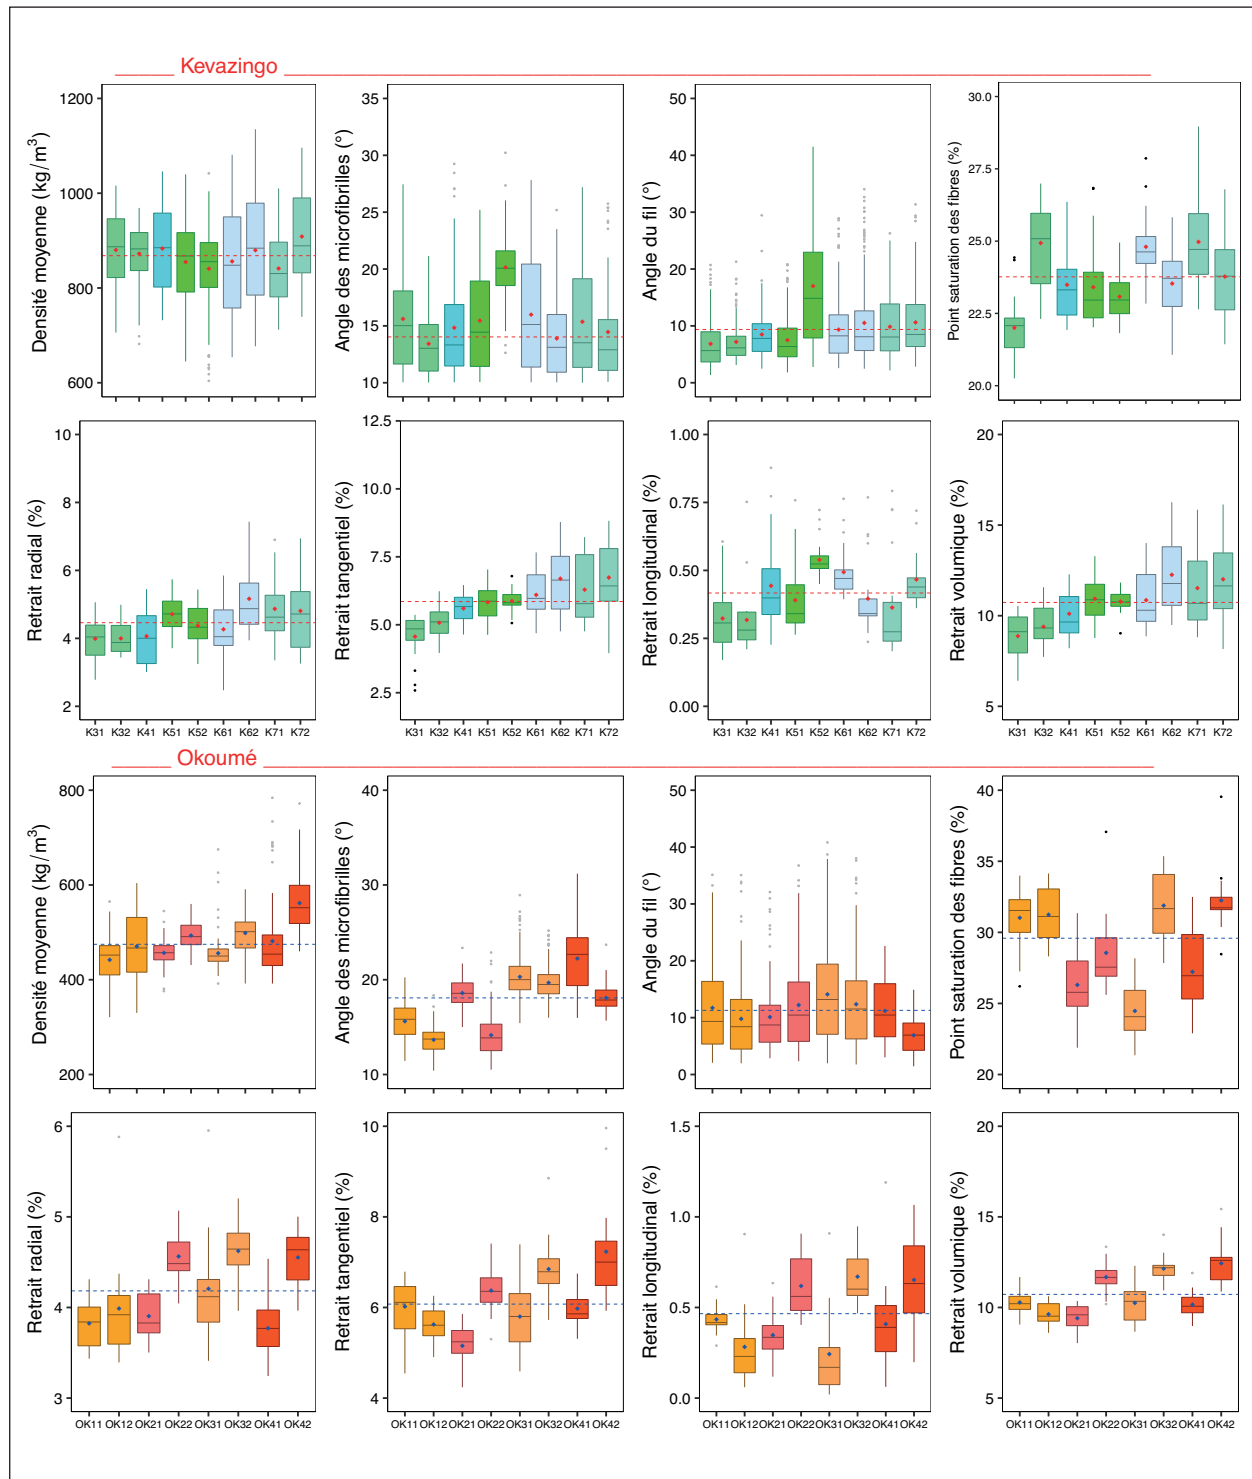 Kevazingo
Densité moyenne (kg/m³)
1200
1000
800
600
Angle des microfibrilles (°)
35
30
25
20
15
10
Angle du fil (°)
50
40
30
20
10
0
Point saturation des fibres (%)
30.0
27.5
25.0
22.5
20.0
Retrait radial (%)
10
8
6
4
2
K31 K32 K41 K51 K52 K61 K62 K71 K72
Retrait tangentiel (%)
12.5
10.0
7.5
5.0
2.5
K31 K32 K41 K51 K52 K61 K62 K71 K72
Retrait longitudinal (%)
1.00
0.75
0.50
0.25
0.00
K31 K32 K41 K51 K52 K61 K62 K71 K72
Retrait volumique (%)
20
15
10
5
K31 K32 K41 K51 K52 K61 K62 K71 K72
Okoumé
Densité moyenne (kg/m³)
800
600
400
200
Angle des microfibrilles (°)
40
30
20
10
Angle du fil (°)
50
40
30
20
10
0
Point saturation des fibres (%)
40
35
30
25
20
Retrait radial (%)
6
5
4
3
OK11 OK12 OK21 OK22 OK31 OK32 OK41 OK42
Retrait tangentiel (%)
10
8
6
4
OK11 OK12 OK21 OK22 OK31 OK32 OK41 OK42
Retrait longitudinal (%)
1.5
1.0
0.5
0.0
OK11 OK12 OK21 OK22 OK31 OK32 OK41 OK42
Retrait volumique (%)
20
15
10
5
OK11 OK12 OK21 OK22 OK31 OK32 OK41 OK42